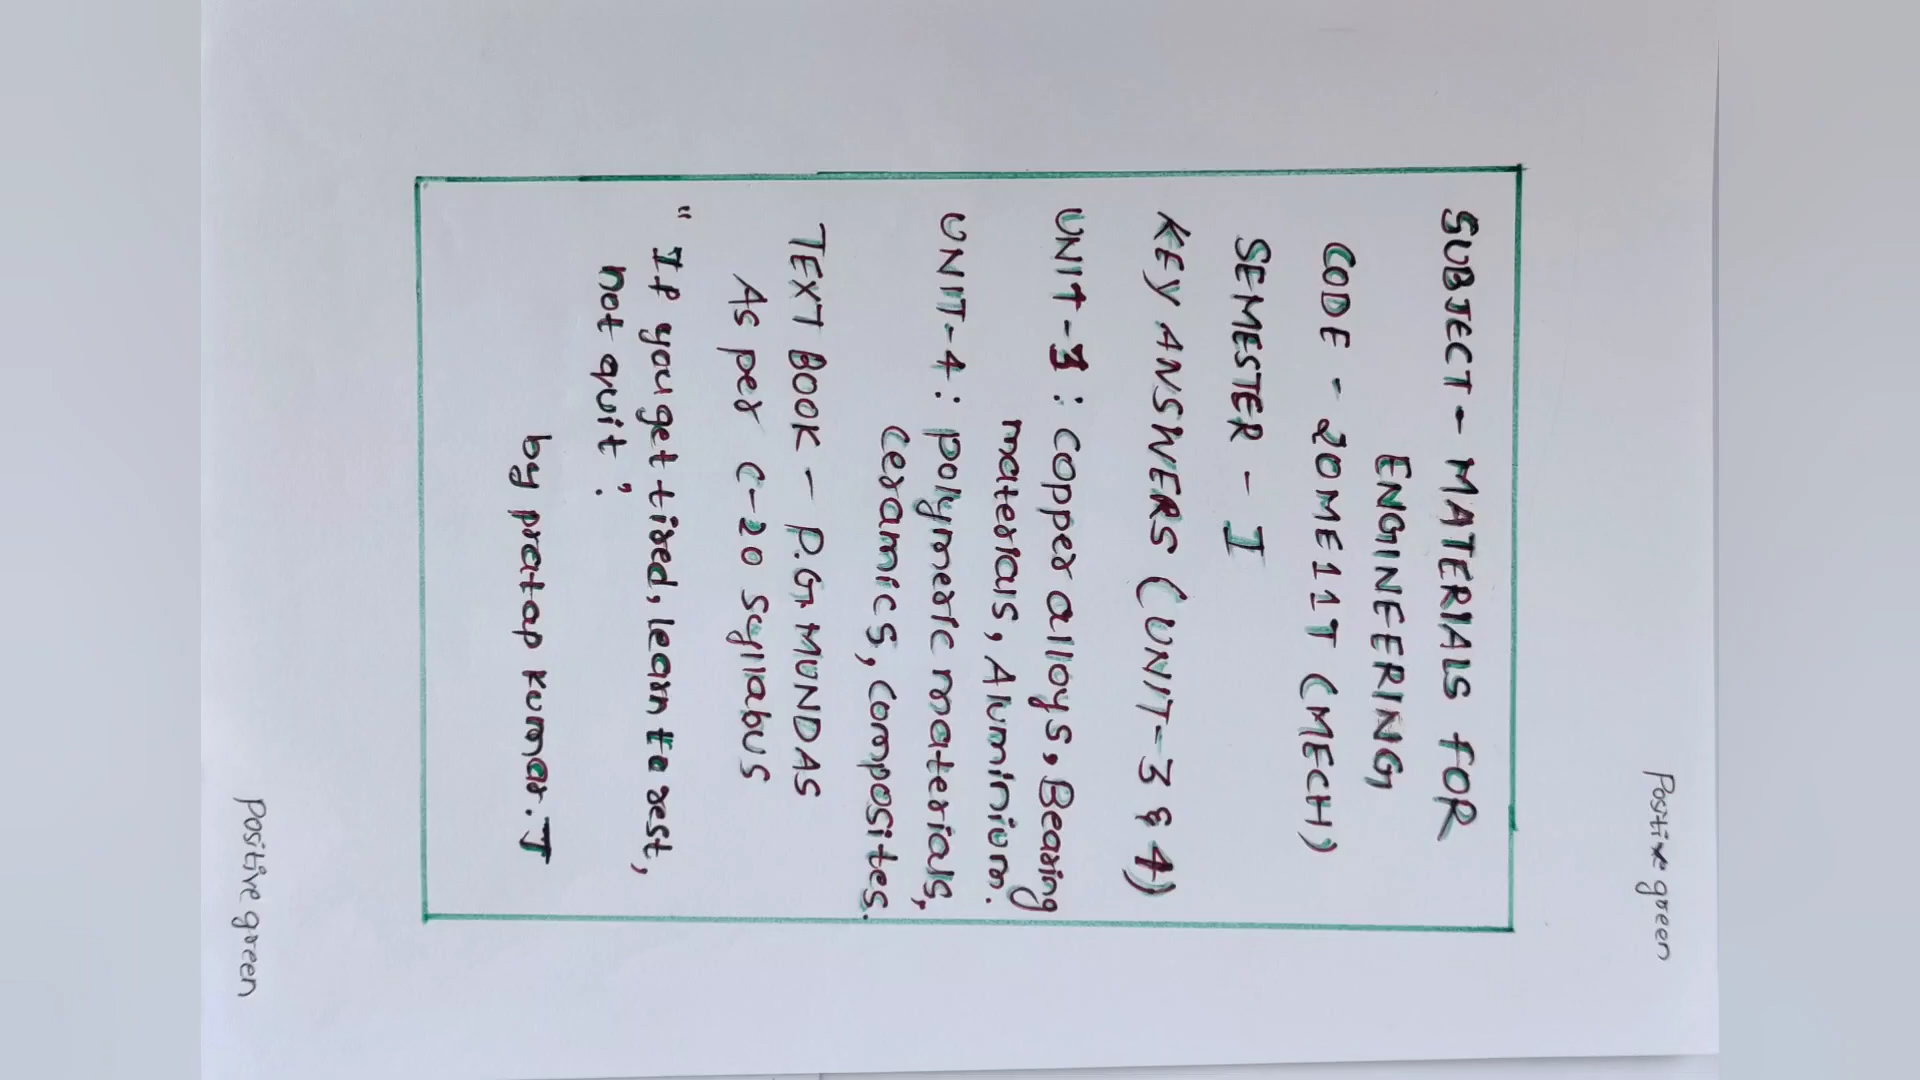 Positive green
SUBJECT - MATERIALS FOR
ENGINEERING
CODE - 20ME11T (MECH)
SEMESTER - I
KEY ANSWERS (UNIT-3 & 4)
UNIT-3 : Copper alloys, Bearing
materials, Aluminium.
UNIT-4 : polymeric materials,
Ceramics, Composites.
TEXT BOOK - P.G. MUNDAS
As per C-20 Syllabus
" If you get tired, learn to rest,
not quit".
by pratap kumar. J
Positive green